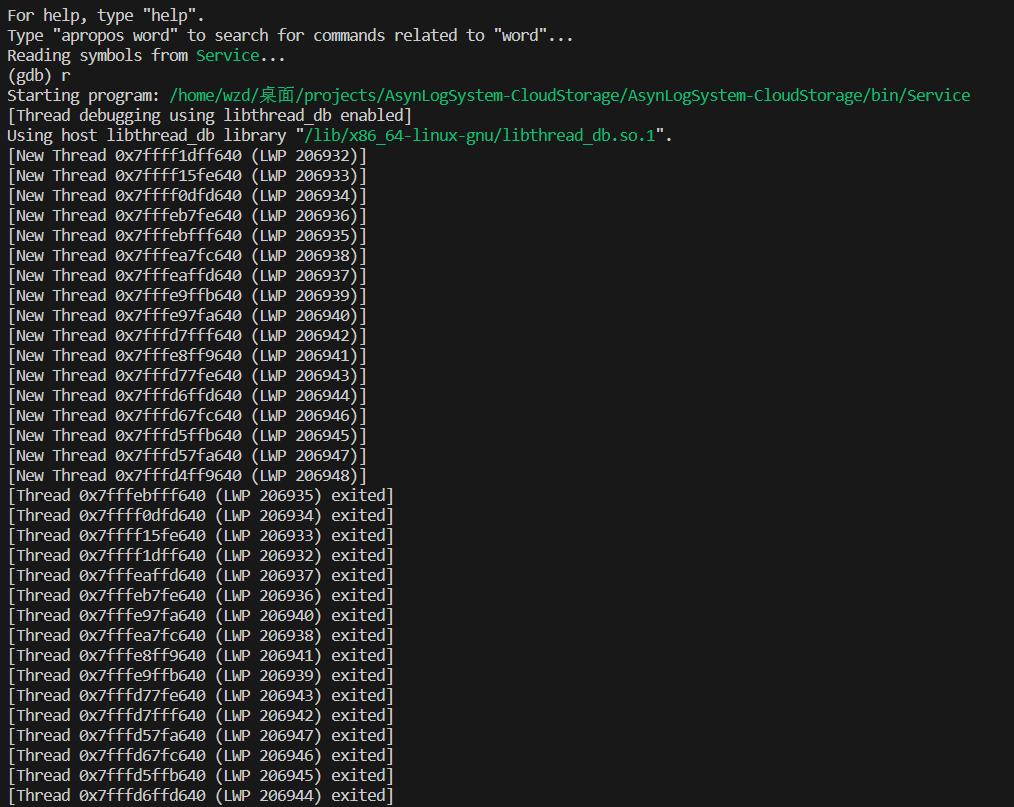 For help, type "help".
Type "apropos word" to search for commands related to "word"...
Reading symbols from Service...
(gdb) r
Starting program: /home/wzd/桌面/projects/AsynLogSystem-CloudStorage/AsynLogSystem-CloudStorage/bin/Service
[Thread debugging using libthread_db enabled]
Using host libthread_db library "/lib/x86_64-linux-gnu/libthread_db.so.1".
[New Thread 0x7ffff1dff640 (LWP 206932)]
[New Thread 0x7ffff15fe640 (LWP 206933)]
[New Thread 0x7ffff0dfd640 (LWP 206934)]
[New Thread 0x7fffeb7fe640 (LWP 206936)]
[New Thread 0x7fffebfff640 (LWP 206935)]
[New Thread 0x7fffea7fc640 (LWP 206938)]
[New Thread 0x7fffeaffd640 (LWP 206937)]
[New Thread 0x7fffe9ffb640 (LWP 206939)]
[New Thread 0x7fffe97fa640 (LWP 206940)]
[New Thread 0x7fffd7fff640 (LWP 206942)]
[New Thread 0x7fffe8ff9640 (LWP 206941)]
[New Thread 0x7fffd77fe640 (LWP 206943)]
[New Thread 0x7fffd6ffd640 (LWP 206944)]
[New Thread 0x7fffd67fc640 (LWP 206946)]
[New Thread 0x7fffd5ffb640 (LWP 206945)]
[New Thread 0x7fffd57fa640 (LWP 206947)]
[New Thread 0x7fffd4ff9640 (LWP 206948)]
[Thread 0x7fffebfff640 (LWP 206935) exited]
[Thread 0x7ffff0dfd640 (LWP 206934) exited]
[Thread 0x7ffff15fe640 (LWP 206933) exited]
[Thread 0x7ffff1dff640 (LWP 206932) exited]
[Thread 0x7fffeaffd640 (LWP 206937) exited]
[Thread 0x7fffeb7fe640 (LWP 206936) exited]
[Thread 0x7fffe97fa640 (LWP 206940) exited]
[Thread 0x7fffea7fc640 (LWP 206938) exited]
[Thread 0x7fffe8ff9640 (LWP 206941) exited]
[Thread 0x7fffe9ffb640 (LWP 206939) exited]
[Thread 0x7fffd77fe640 (LWP 206943) exited]
[Thread 0x7fffd7fff640 (LWP 206942) exited]
[Thread 0x7fffd57fa640 (LWP 206947) exited]
[Thread 0x7fffd67fc640 (LWP 206946) exited]
[Thread 0x7fffd5ffb640 (LWP 206945) exited]
[Thread 0x7fffd6ffd640 (LWP 206944) exited]